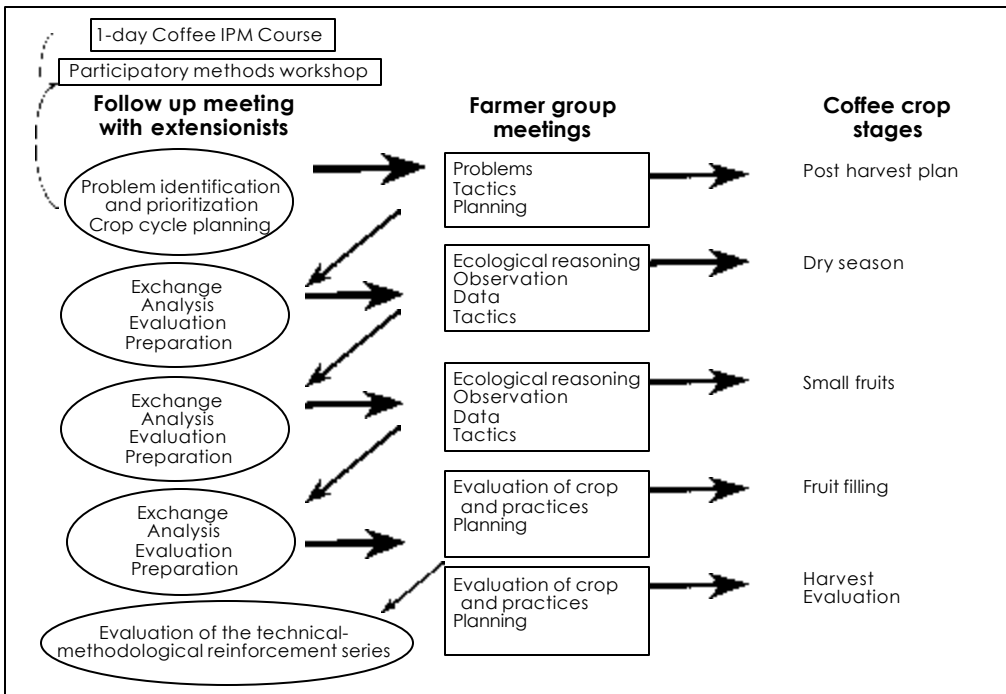 1-day Coffee IPM Course
Participatory methods workshop
Follow up meeting
with extensionists
Farmer group
meetings
Coffee crop
stages
Problem identification
and prioritization
Crop cycle planning
Problems
Tactics
Planning
Post harvest plan
Exchange
Analysis
Evaluation
Preparation
Ecological reasoning
Observation
Data
Tactics
Dry season
Exchange
Analysis
Evaluation
Preparation
Ecological reasoning
Observation
Data
Tactics
Small fruits
Exchange
Analysis
Evaluation
Preparation
Evaluation of crop
and practices
Planning
Fruit filling
Evaluation of the technical-
methodological reinforcement series
Evaluation of crop
and practices
Planning
Harvest
Evaluation